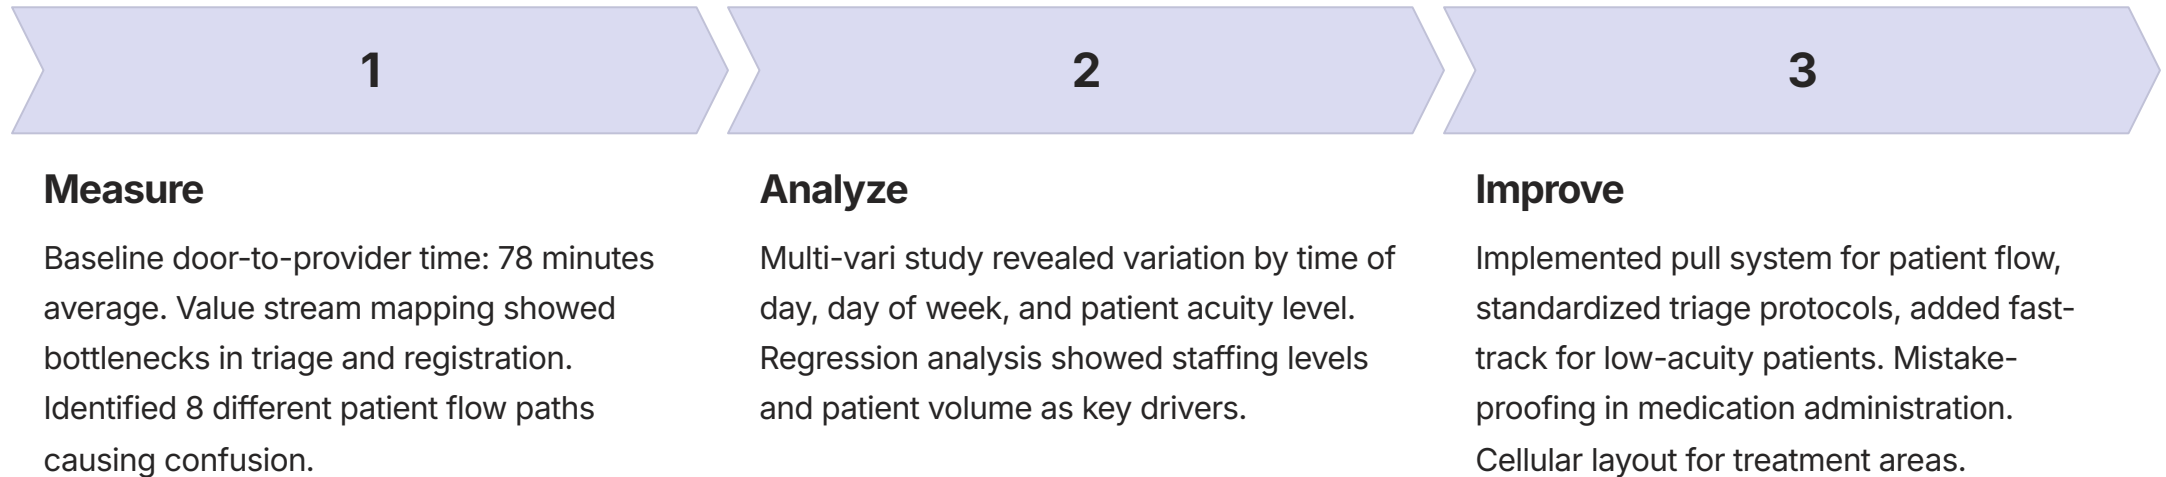 1
Measure
Baseline door-to-provider time: 78 minutes
average. Value stream mapping showed
bottlenecks in triage and registration.
Identified 8 different patient flow paths
causing confusion.
2
Analyze
Multi-vari study revealed variation by time of
day, day of week, and patient acuity level.
Regression analysis showed staffing levels
and patient volume as key drivers.
3
Improve
Implemented pull system for patient flow,
standardized triage protocols, added fast-
track for low-acuity patients. Mistake-
proofing in medication administration.
Cellular layout for treatment areas.